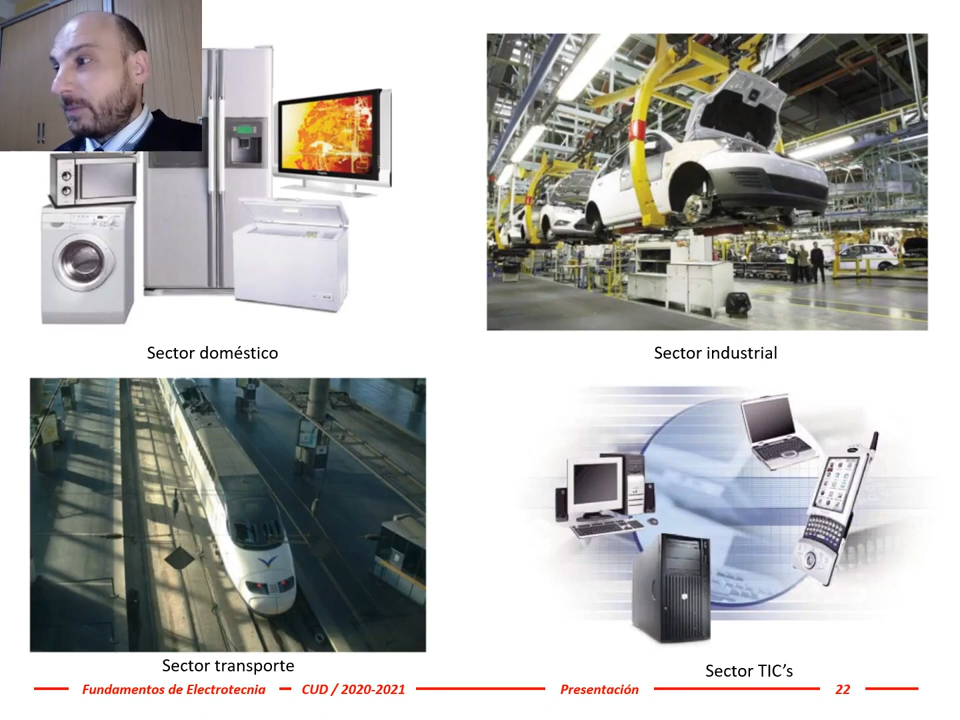 Sector doméstico
Sector industrial
Sector transporte
Sector TIC's
Fundamentos de Electrotecnia
CUD / 2020-2021
Presentación
22